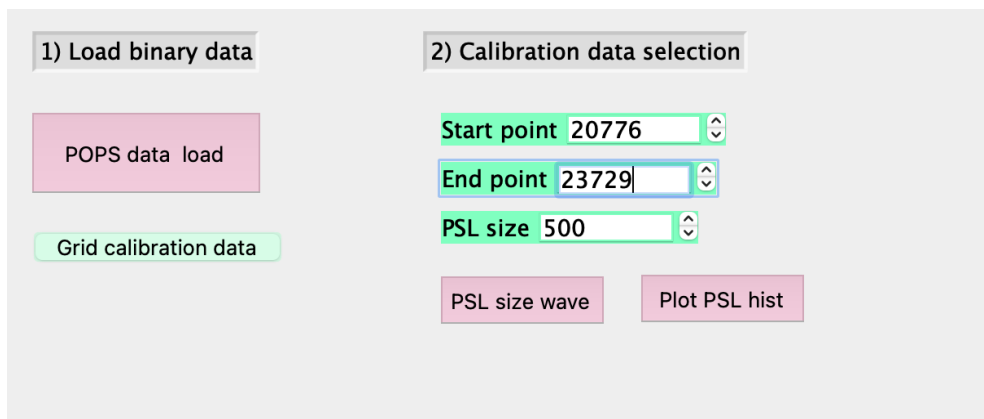 1) Load binary data
POPS data  load
Grid calibration data
2) Calibration data selection
Start point 20776
End point 23729
PSL size 500
PSL size wave
Plot PSL hist